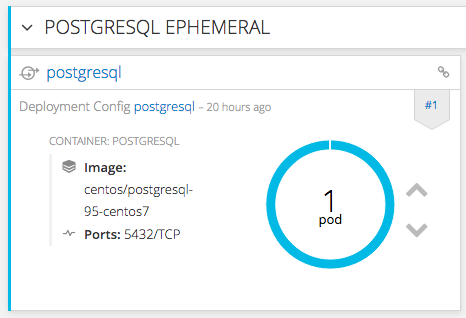 POSTGRESQL EPHEMERAL
postgresql
Deployment Config postgresql – 20 hours ago
#1
CONTAINER: POSTGRESQL
Image:
centos/postgresql-
95-centos7
Ports: 5432/TCP
1
pod